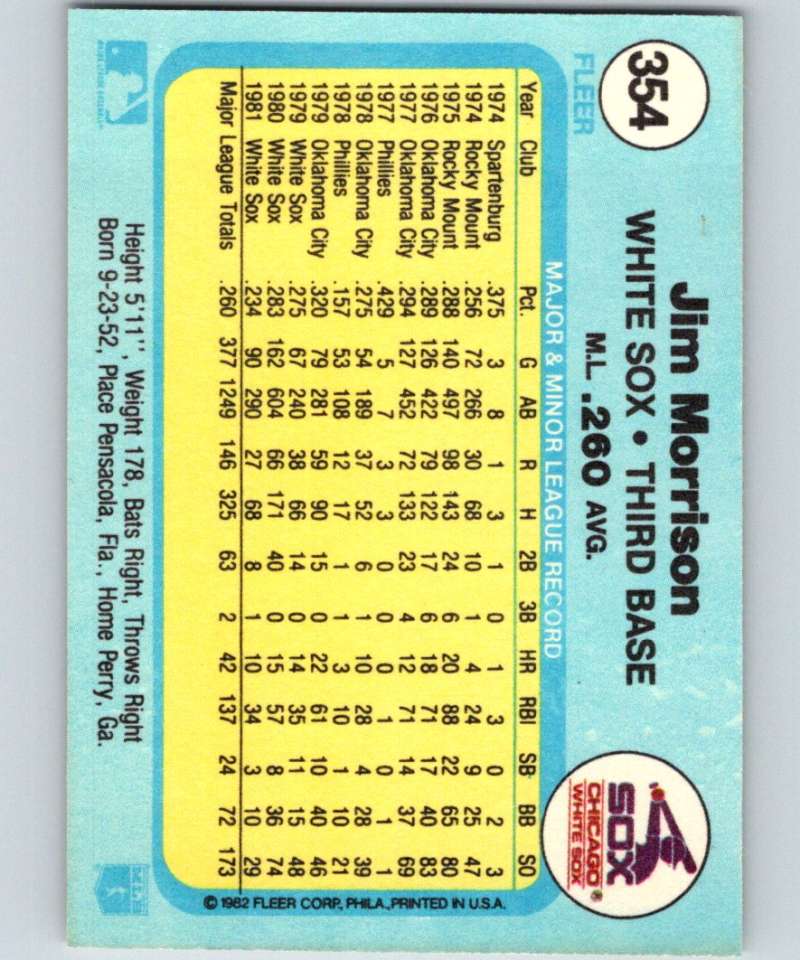 354
FLEER
Jim Morrison
WHITE SOX • THIRD BASE
M.L. .260 AVG.
SOX
CHICAGO
WHITE SOX
MAJOR & MINOR LEAGUE RECORD
Year Club Pct. G AB R H 2B 3B HR RBI SB BB SO
1974 Spartenburg .375 3 8 1 3 1 0 1 3 0 2 3
1974 Rocky Mount .256 72 266 30 68 10 1 4 24 9 25 47
1975 Rocky Mount .288 140 497 98 143 24 6 20 88 22 65 80
1976 Oklahoma City .289 126 422 79 122 17 6 18 71 17 40 83
1977 Oklahoma City .294 127 452 72 133 23 4 12 71 14 37 69
1977 Phillies .429 5 7 3 3 0 0 0 1 0 1 1
1978 Oklahoma City .275 54 189 37 52 6 1 10 28 4 28 39
1978 Phillies .157 53 108 12 17 1 1 3 10 1 10 21
1979 Oklahoma City .320 79 281 59 90 15 0 22 61 10 40 46
1979 White Sox .275 67 240 38 66 14 0 14 35 11 15 48
1980 White Sox .283 162 604 66 171 40 0 15 57 8 36 74
1981 White Sox .234 90 290 27 68 8 1 10 34 3 10 29
Major League Totals .260 377 1249 146 325 63 2 42 137 24 72 173
© 1982 FLEER CORP., PHILA., PRINTED IN U.S.A.
Height 5'11", Weight 178, Bats Right, Throws Right
Born 9-23-52, Place Pensacola, Fla., Home Perry, Ga.